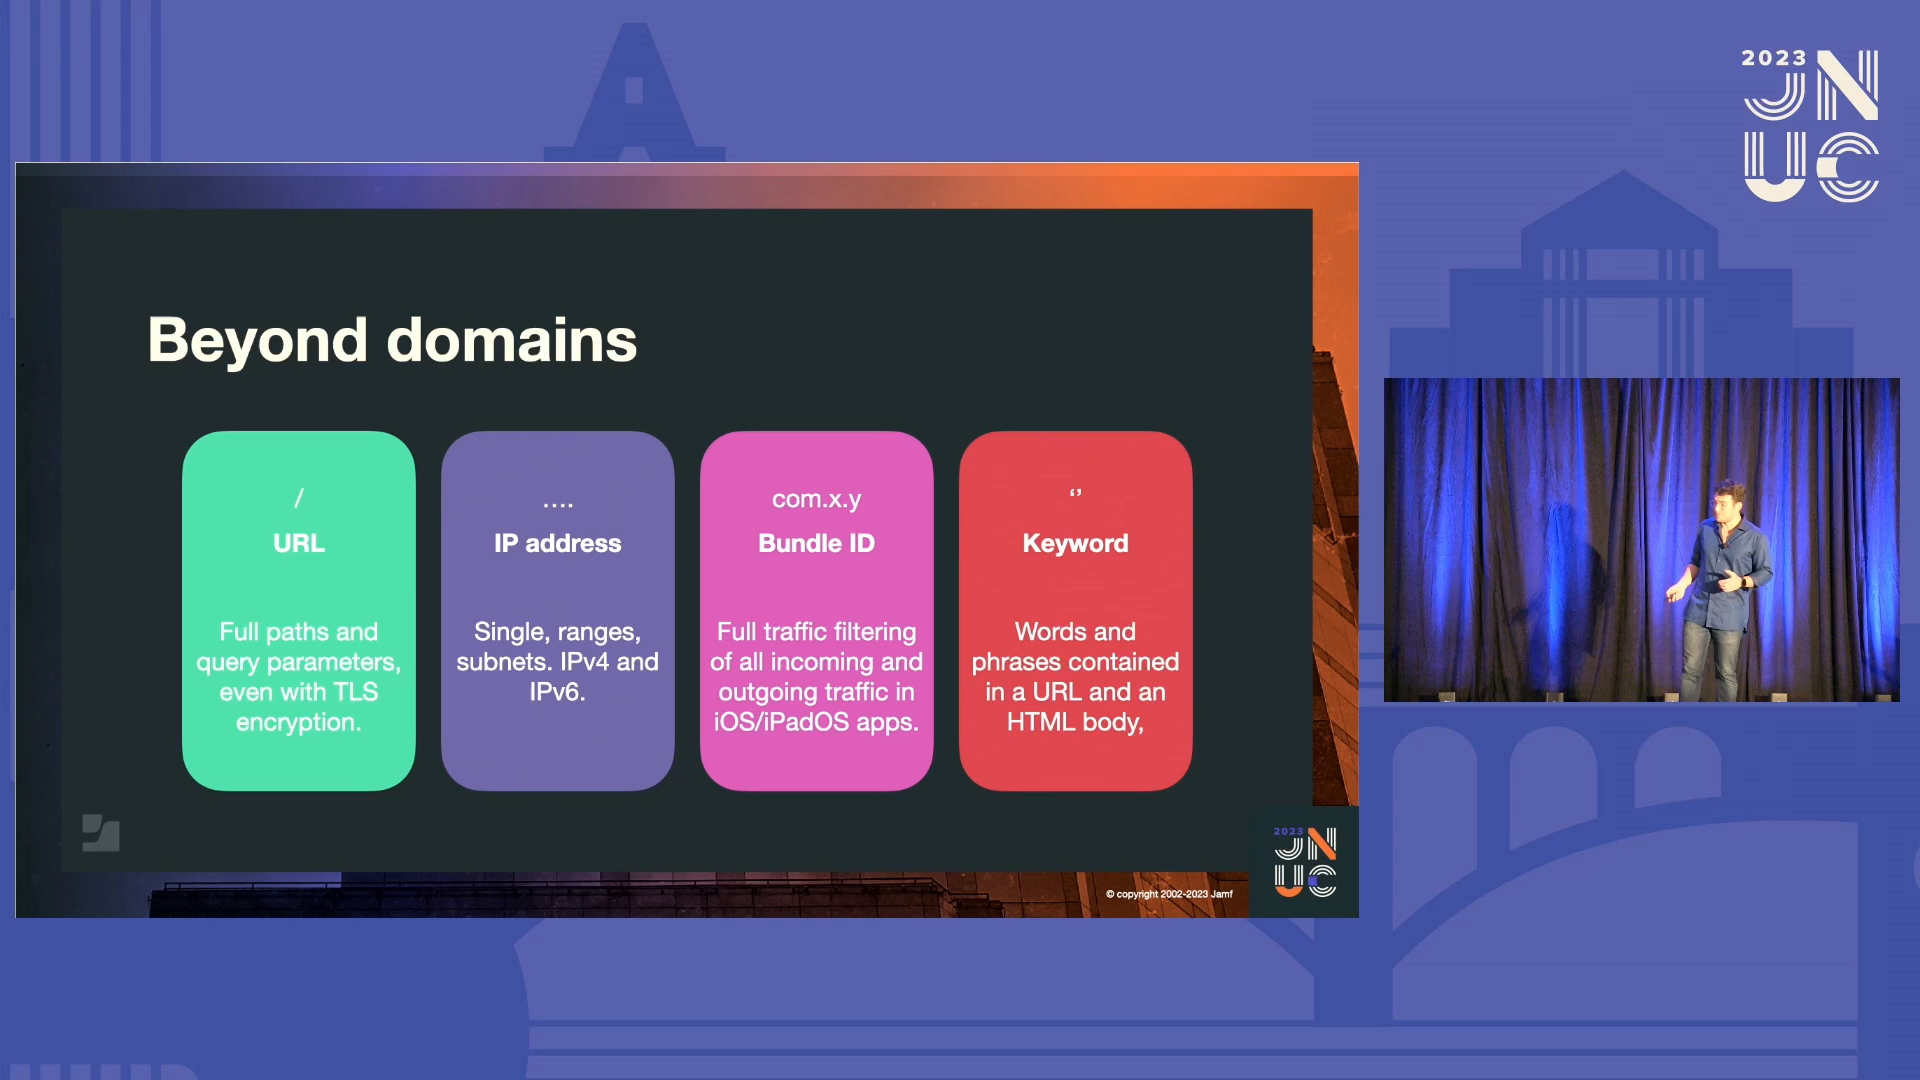 2023
JN
UC
Beyond domains
/
URL
Full paths and
query parameters,
even with TLS
encryption.
....
IP address
Single, ranges,
subnets. IPv4 and
IPv6.
com.x.y
Bundle ID
Full traffic filtering
of all incoming and
outgoing traffic in
iOS/iPadOS apps.
‘’
Keyword
Words and
phrases contained
in a URL and an
HTML body,
© copyright 2002-2023 Jamf
2023
JN
UC